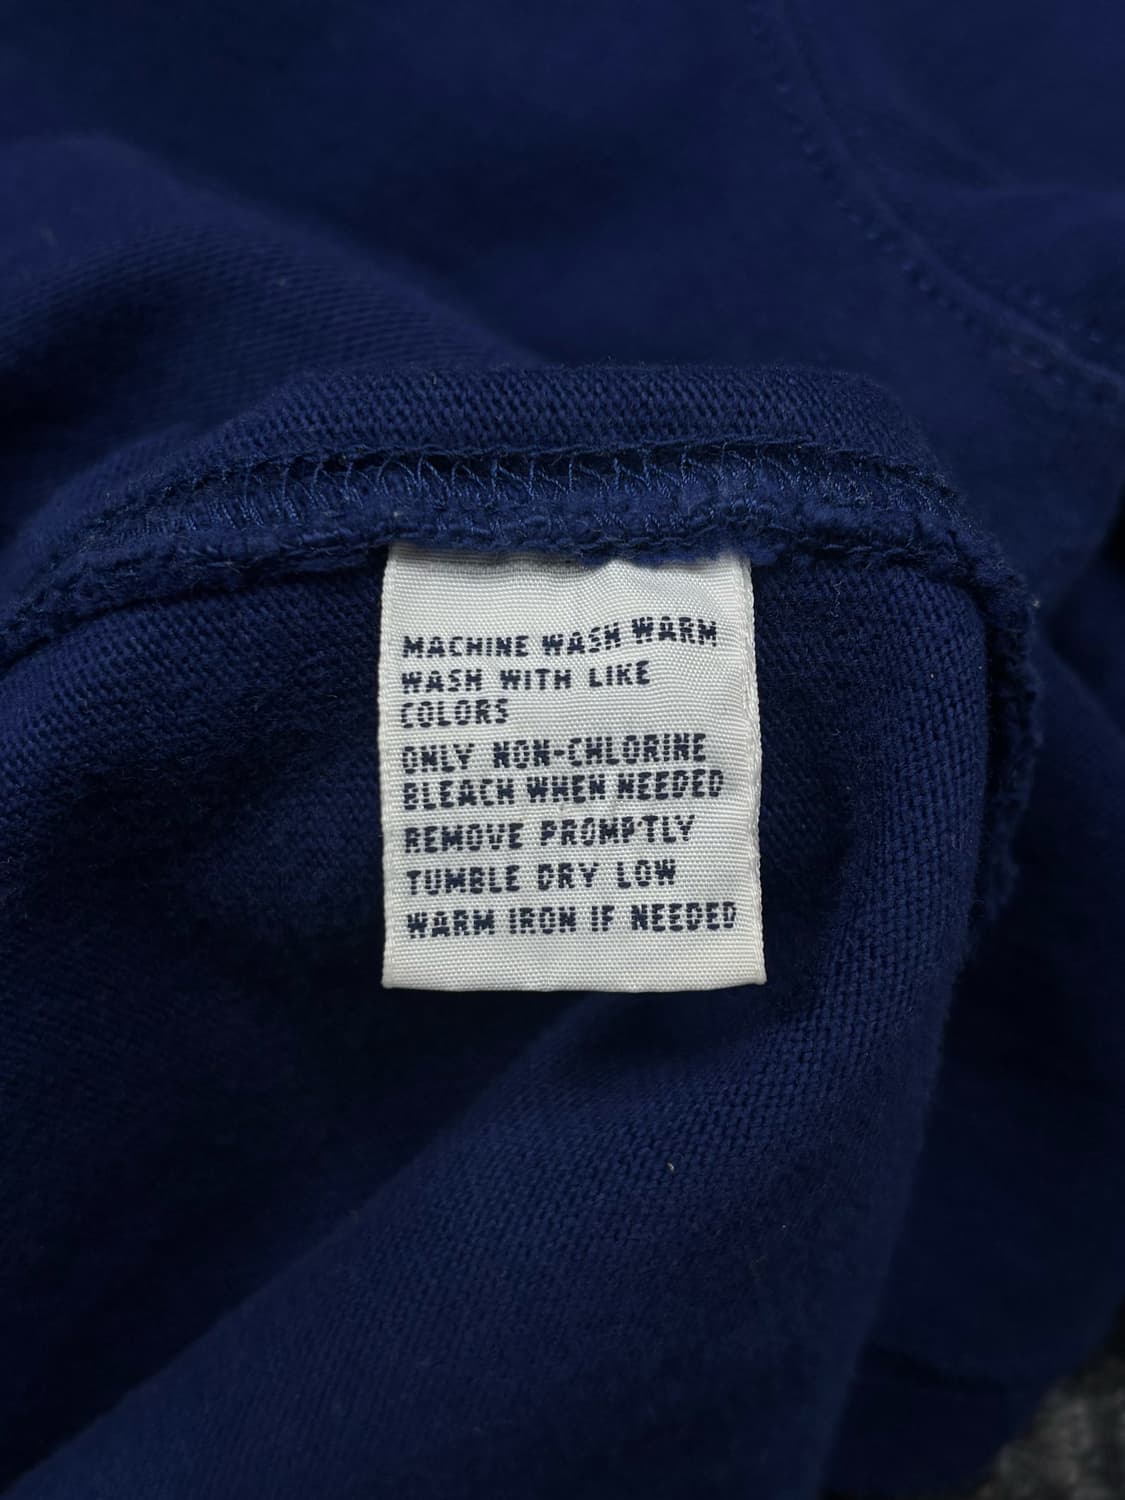 MACHINE WASH WARM
WASH WITH LIKE
COLORS
ONLY NON-CHLORINE
BLEACH WHEN NEEDED
REMOVE PROMPTLY
TUMBLE DRY LOW
WARM IRON IF NEEDED